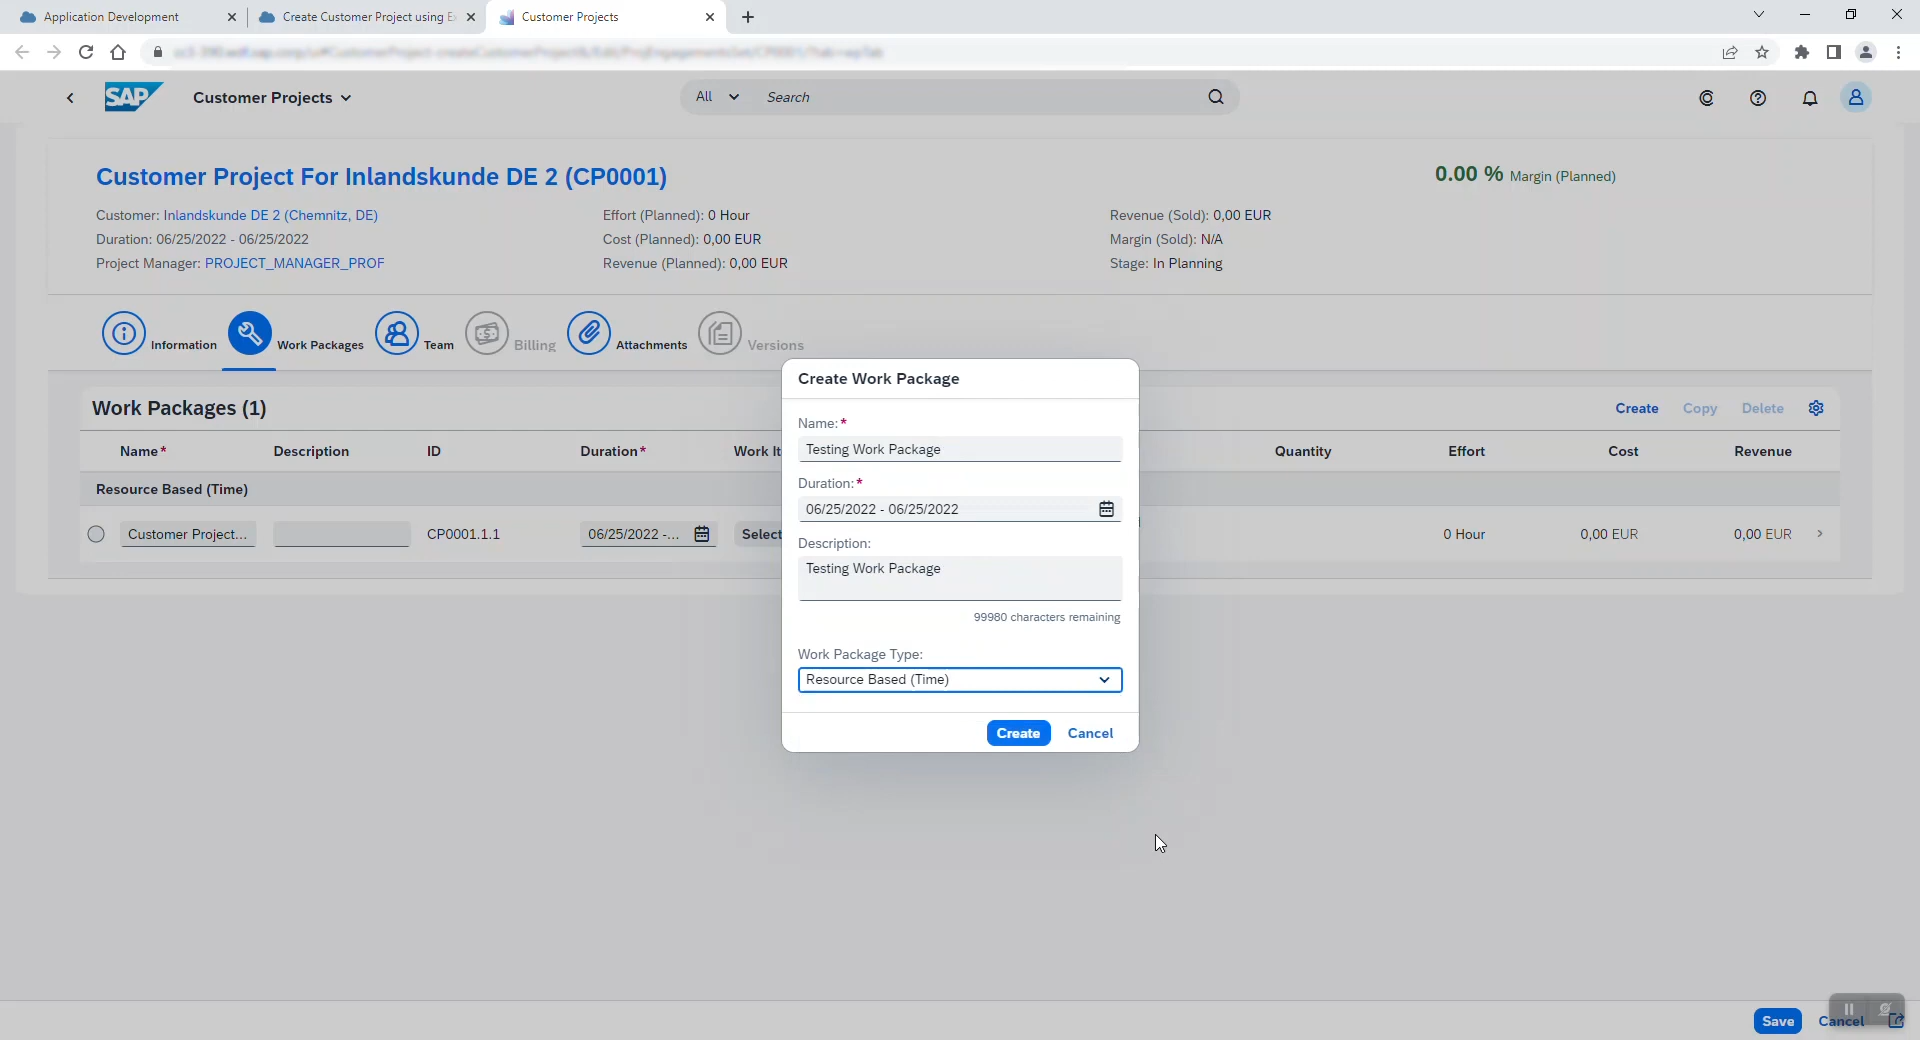 Application Development
Create Customer Project using E
Customer Projects
SAP
Customer Projects
All
Search
Customer Project For Inlandskunde DE 2 (CP0001)
0.00 % Margin (Planned)
Customer: Inlandskunde DE 2 (Chemnitz, DE)
Effort (Planned): 0 Hour
Revenue (Sold): 0,00 EUR
Duration: 06/25/2022 - 06/25/2022
Cost (Planned): 0,00 EUR
Margin (Sold): N/A
Project Manager: PROJECT_MANAGER_PROF
Revenue (Planned): 0,00 EUR
Stage: In Planning
Information
Work Packages
Team
Billing
Attachments
Versions
Work Packages (1)
Create
Copy
Delete
Name*
Description
ID
Duration*
Work It
Quantity
Effort
Cost
Revenue
Resource Based (Time)
Customer Project...
CP0001.1.1
06/25/2022 -...
Select
0 Hour
0,00 EUR
0,00 EUR
Create Work Package
Name:*
Testing Work Package
Duration:*
06/25/2022 - 06/25/2022
Description:
Testing Work Package
99980 characters remaining
Work Package Type:
Resource Based (Time)
Create
Cancel
Save
Cancel